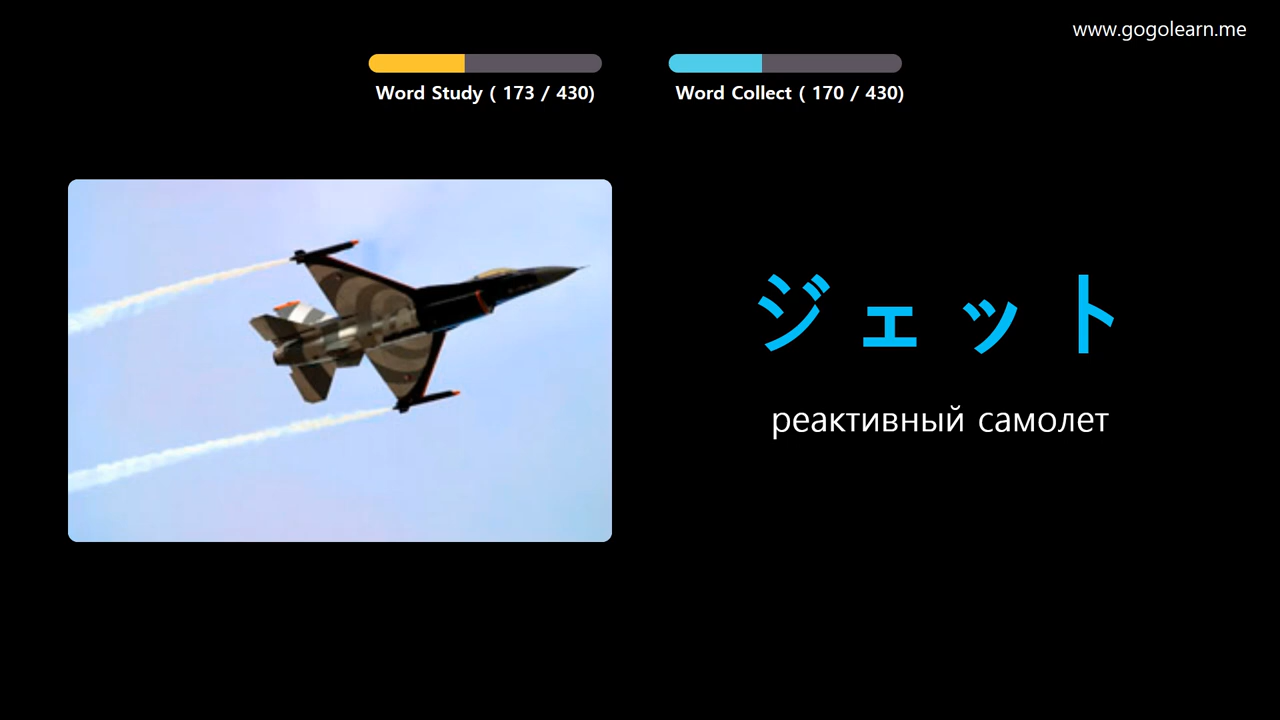 www.gogolearn.me
Word Study ( 173 / 430)
Word Collect ( 170 / 430)
ジェット
реактивный самолет